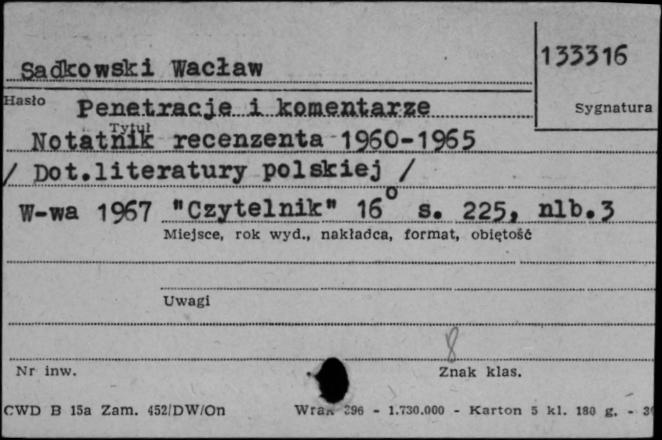 Sadkowski Wacław
133316
Hasło
Sygnatura
Penetracje i komentarze
Tytuł
Notatnik recenzenta 1960-1965
/ Dot.literatury polskiej /
W-wa 1967 "Czytelnik" 16° s. 225, nlb.3
Miejsce, rok wyd., nakładca, format, objętość
Uwagi
8
Nr inw.
Znak klas.
CWD B 15a Zam. 452/DW/On
396 - 1.730.000 - Karton 5 kl. 180 g. -